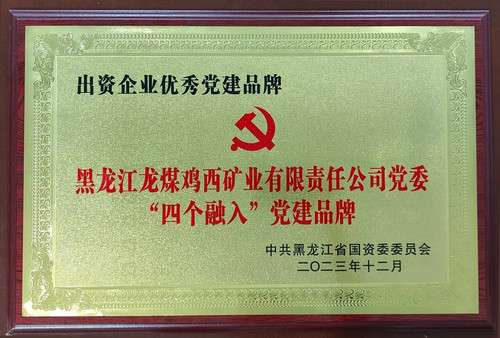 出资企业优秀党建品牌
黑龙江龙煤鸡西矿业有限责任公司党委
“四个融入”党建品牌
中共黑龙江省国资委委员会
二〇二三年十二月